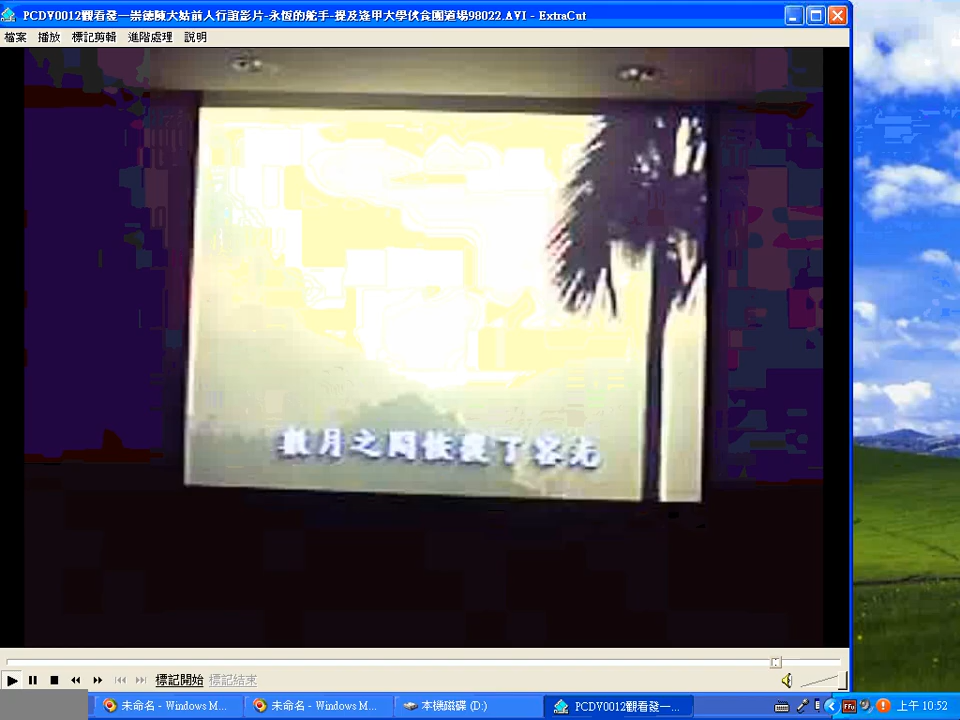 PCDV0012觀看發一崇德陳大姑前人行誼影片-永恆的舵手-提及逢甲大學伙食團道場98022.AVI - ExtraCut
檔案 播放 標記剪輯 進階處理 說明
數月之間恢復了容光
標記開始 標記結束
未命名 - Windows M... 未命名 - Windows M... 本機磁碟 (D:) PCDV0012觀看發一... 上午 10:52